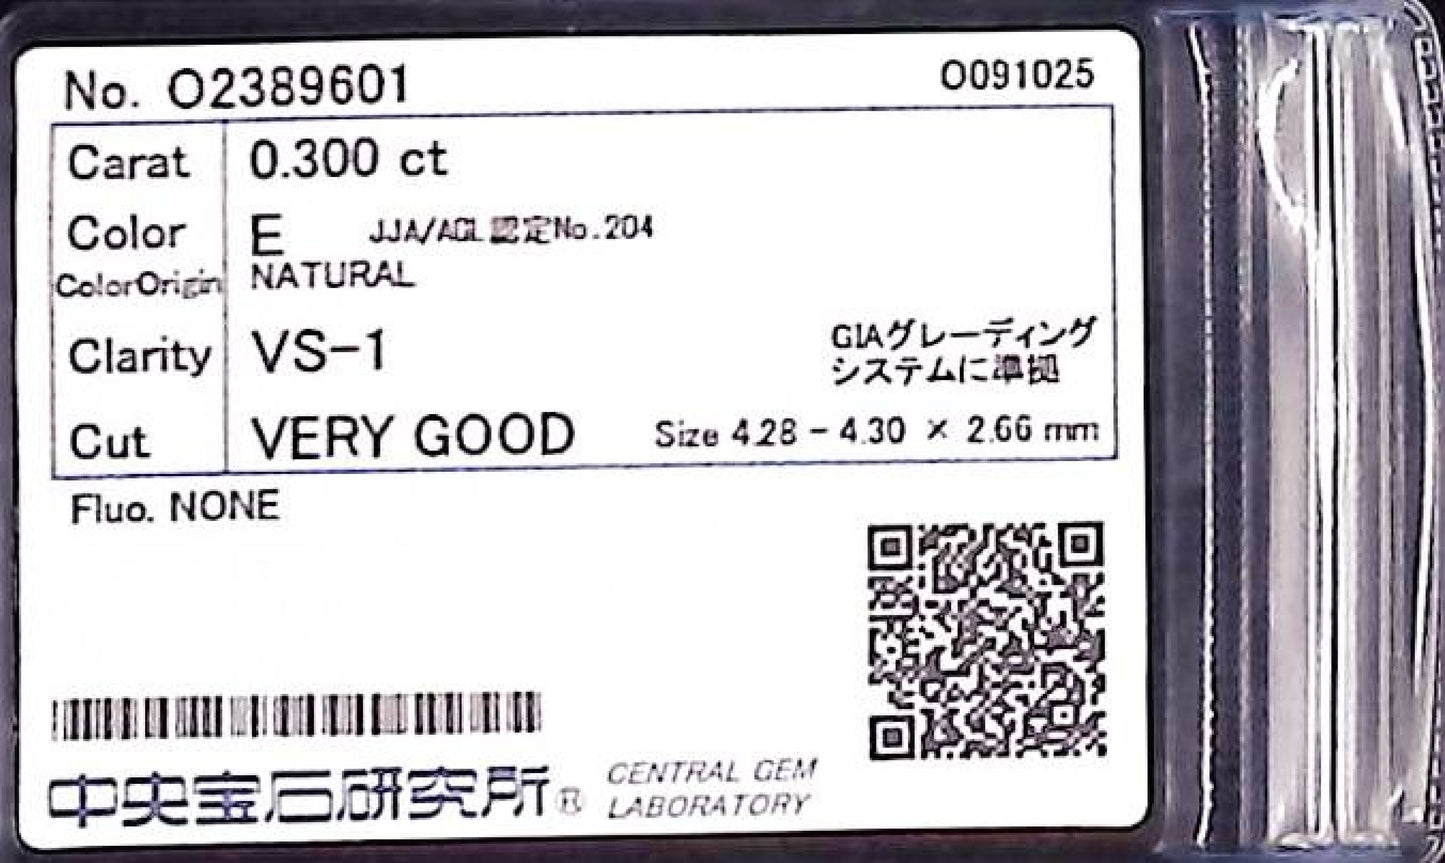 No. O2389601
O091025
Carat 0.300 ct
Color E JJA/AGL認定No.204
ColorOrigin NATURAL
Clarity VS-1
GIAグレーディング
システムに準拠
Cut VERY GOOD Size 4.28 - 4.30 × 2.66 mm
Fluo. NONE
中央宝石研究所® CENTRAL GEM
LABORATORY